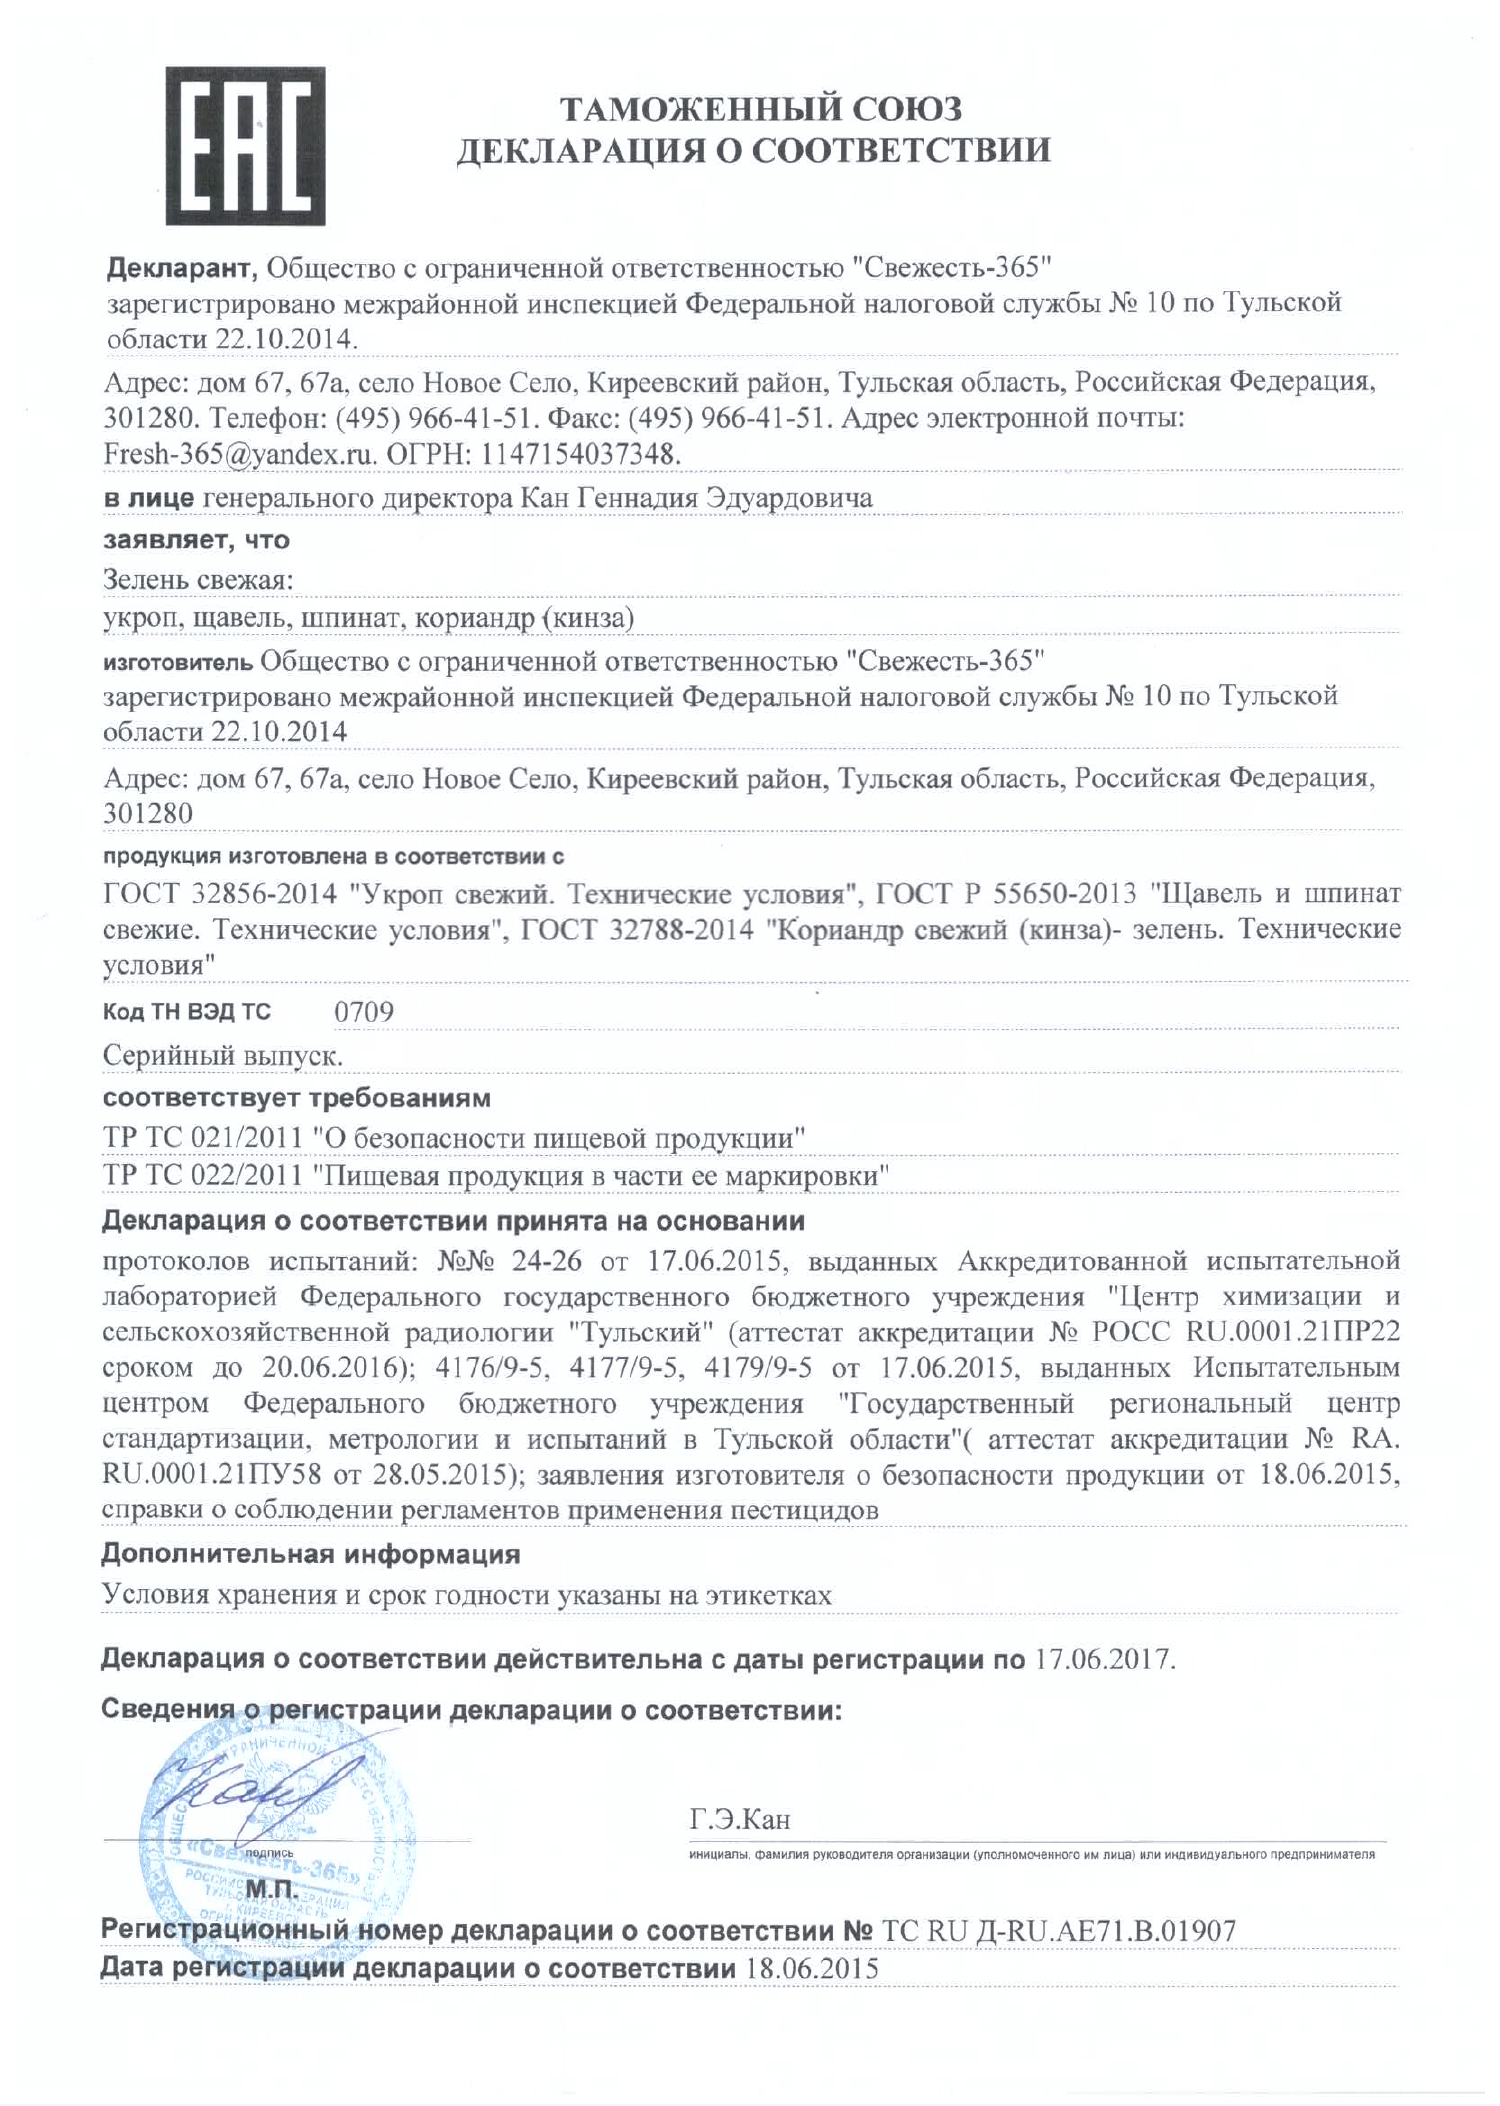 ЕАС
ТАМОЖЕННЫЙ СОЮЗ
ДЕКЛАРАЦИЯ О СООТВЕТСТВИИ
Декларант, Общество с ограниченной ответственностью "Свежесть-365"
зарегистрировано межрайонной инспекцией Федеральной налоговой службы № 10 по Тульской
области 22.10.2014.
Адрес: дом 67, 67а, село Новое Село, Киреевский район, Тульская область, Российская Федерация,
301280. Телефон: (495) 966-41-51. Факс: (495) 966-41-51. Адрес электронной почты:
Fresh-365@yandex.ru. ОГРН: 1147154037348.
в лице генерального директора Кан Геннадия Эдуардовича
заявляет, что
Зелень свежая:
укроп, щавель, шпинат, кориандр (кинза)
изготовитель Общество с ограниченной ответственностью "Свежесть-365"
зарегистрировано межрайонной инспекцией Федеральной налоговой службы № 10 по Тульской
области 22.10.2014
Адрес: дом 67, 67а, село Новое Село, Киреевский район, Тульская область, Российская Федерация,
301280
продукция изготовлена в соответствии с
ГОСТ 32856-2014 "Укроп свежий. Технические условия", ГОСТ Р 55650-2013 "Щавель и шпинат
свежие. Технические условия", ГОСТ 32788-2014 "Кориандр свежий (кинза)- зелень. Технические
условия"
Код ТН ВЭД ТС 0709
Серийный выпуск.
соответствует требованиям
ТР ТС 021/2011 "О безопасности пищевой продукции"
ТР ТС 022/2011 "Пищевая продукция в части ее маркировки"
Декларация о соответствии принята на основании
протоколов испытаний: №№ 24-26 от 17.06.2015, выданных Аккредитованной испытательной
лабораторией Федерального государственного бюджетного учреждения "Центр химизации и
сельскохозяйственной радиологии "Тульский" (аттестат аккредитации № РОСС RU.0001.21ПР22
сроком до 20.06.2016); 4176/9-5, 4177/9-5, 4179/9-5 от 17.06.2015, выданных Испытательным
центром Федерального бюджетного учреждения "Государственный региональный центр
стандартизации, метрологии и испытаний в Тульской области"( аттестат аккредитации № RA.
RU.0001.21ПУ58 от 28.05.2015); заявления изготовителя о безопасности продукции от 18.06.2015,
справки о соблюдении регламентов применения пестицидов
Дополнительная информация
Условия хранения и срок годности указаны на этикетках
Декларация о соответствии действительна с даты регистрации по 17.06.2017.
Сведения о регистрации декларации о соответствии:
Г.Э.Кан
подпись
инициалы, фамилия руководителя организации (уполномоченного им лица) или индивидуального предпринимателя
«Свежесть-365»
М.П.
Регистрационный номер декларации о соответствии № ТС RU Д-RU.АЕ71.В.01907
Дата регистрации декларации о соответствии 18.06.2015